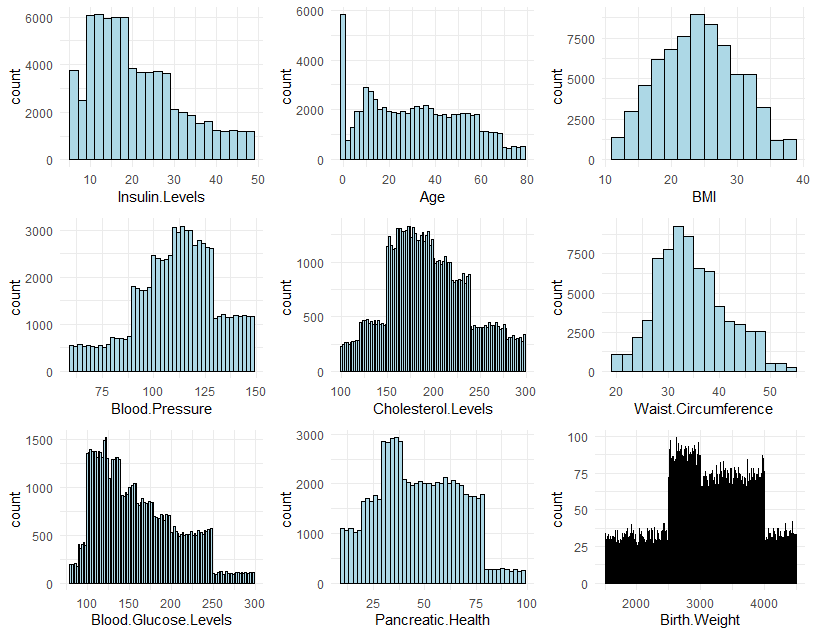 6000
4000
2000
0
count
10 20 30 40 50
Insulin.Levels
6000
4000
2000
0
count
0 20 40 60 80
Age
7500
5000
2500
0
count
10 20 30 40
BMI
3000
2000
1000
0
count
75 100 125 150
Blood.Pressure
1000
500
0
count
100 150 200 250 300
Cholesterol.Levels
7500
5000
2500
0
count
20 30 40 50
Waist.Circumference
1500
1000
500
0
count
100 150 200 250 300
Blood.Glucose.Levels
3000
2000
1000
0
count
25 50 75 100
Pancreatic.Health
100
75
50
25
0
count
2000 3000 4000
Birth.Weight